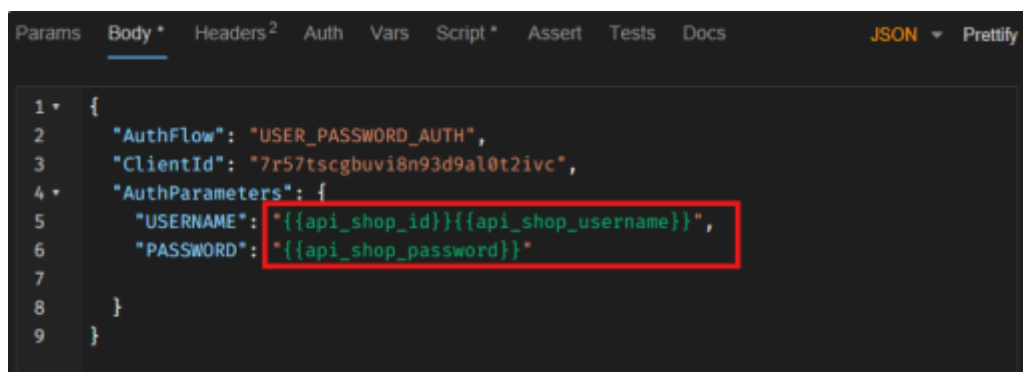 Params Body * Headers 2 Auth Vars Script * Assert Tests Docs JSON Prettify
1 {
2 "AuthFlow": "USER_PASSWORD_AUTH",
3 "ClientId": "7r57tscgbuvi8n93d9al0t2ivc",
4 "AuthParameters": {
5 "USERNAME": "{{api_shop_id}}{{api_shop_username}}",
6 "PASSWORD": "{{api_shop_password}}"
7
8 }
9 }